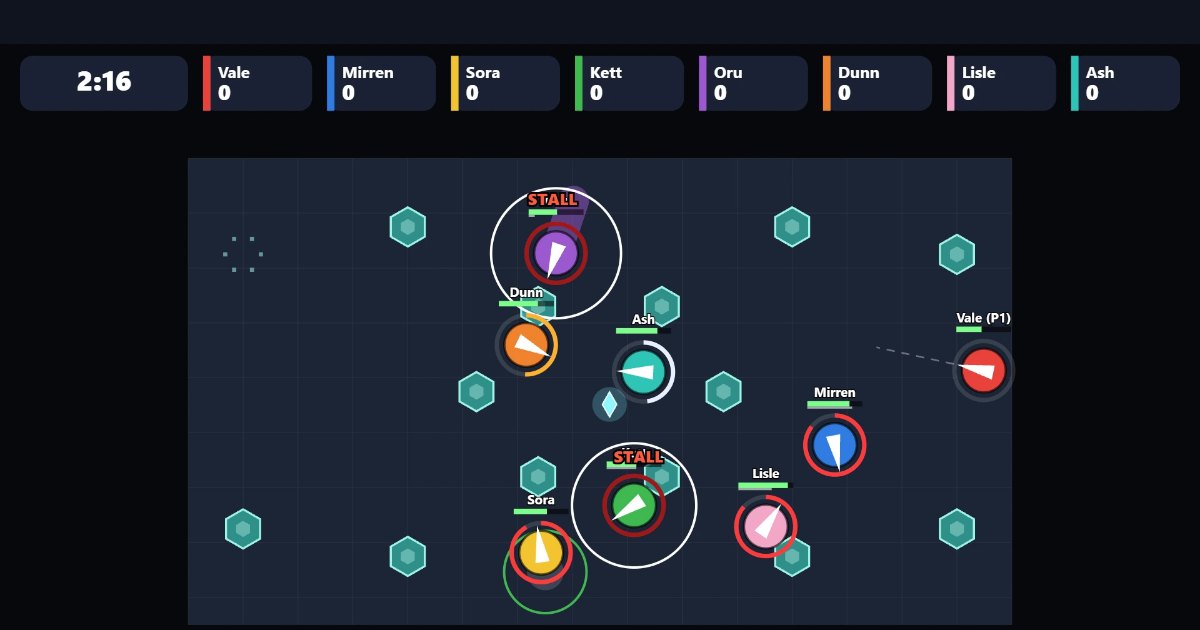 2:16
Vale
0
Mirren
0
Sora
0
Kett
0
Oru
0
Dunn
0
Lisle
0
Ash
0
STALL
Dunn
Ash
Vale (P1)
Mirren
STALL
Lisle
Sora